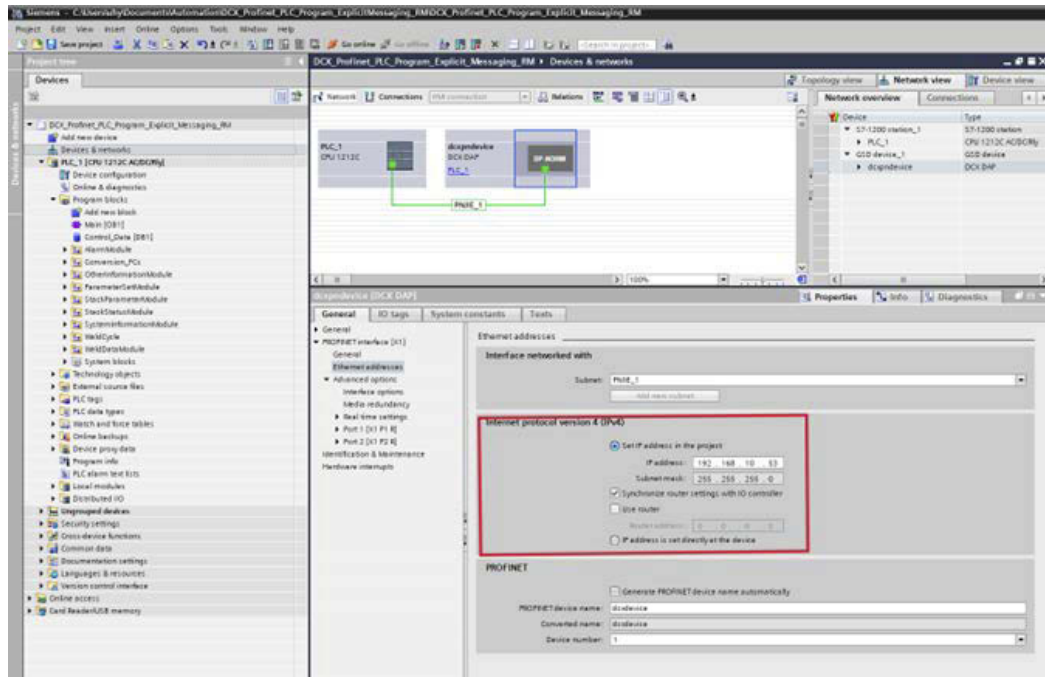 Siemens - C:\Users\uhy\Documents\Automation\DCX_Profinet_PLC_Program_Explicit_Messaging_RM\DCX_Profinet_PLC_Program_Explicit_Messaging_RM
Project Edit View Insert Online Options Tools Window Help
Save project
Go online Go offline
<Search in project>
Project tree
DCX_Profinet_PLC_Program_Explicit_Messaging_RM ▸ Devices & networks
Devices
Topology view Network view Device view
Network Connections HMI connection Relations
Network overview Connections
Devices & networks
DCX_Profinet_PLC_Program_Explicit_Messaging_RM
Add new device
Devices & networks
PLC_1 [CPU 1212C AC/DC/Rly]
Device configuration
Online & diagnostics
Program blocks
Add new block
Main [OB1]
Control_Data [DB1]
AlarmModule
Conversion_FCs
OtherInformationModule
ParameterSetModule
StackParameterModule
StackStatusModule
SystemInformationModule
WeldCycle
WeldDataModule
System blocks
Technology objects
External source files
PLC tags
PLC data types
Watch and force tables
Online backups
Device proxy data
Program info
PLC alarm text lists
Local modules
Distributed I/O
Ungrouped devices
Security settings
Cross-device functions
Common data
Documentation settings
Languages & resources
Version control interface
Online access
Card Reader/USB memory
PLC_1
CPU 1212C
dcxpndevice
DCX DAP
PLC_1
DP-NORM
PN/IE_1
Device Type
S7-1200 station_1 S7-1200 station
PLC_1 CPU 1212C AC/DC/Rly
GSD device_1 GSD device
dcxpndevice DCX DAP
100%
dcxpndevice [DCX DAP]
Properties Info Diagnostics
General IO tags System constants Texts
General
PROFINET interface [X1]
General
Ethernet addresses
Advanced options
Interface options
Media redundancy
Real time settings
Port 1 [X1 P1 R]
Port 2 [X1 P2 R]
Identification & Maintenance
Hardware interrupts
Ethernet addresses
Interface networked with
Subnet: PN/IE_1
Add new subnet
Internet protocol version 4 (IPv4)
Set IP address in the project
IP address: 192 . 168 . 10 . 53
Subnet mask: 255 . 255 . 255 . 0
Synchronize router settings with IO controller
Use router
Router address: 0 . 0 . 0 . 0
IP address is set directly at the device
PROFINET
Generate PROFINET device name automatically
PROFINET device name: dcxdevice
Converted name: dcxdevice
Device number: 1